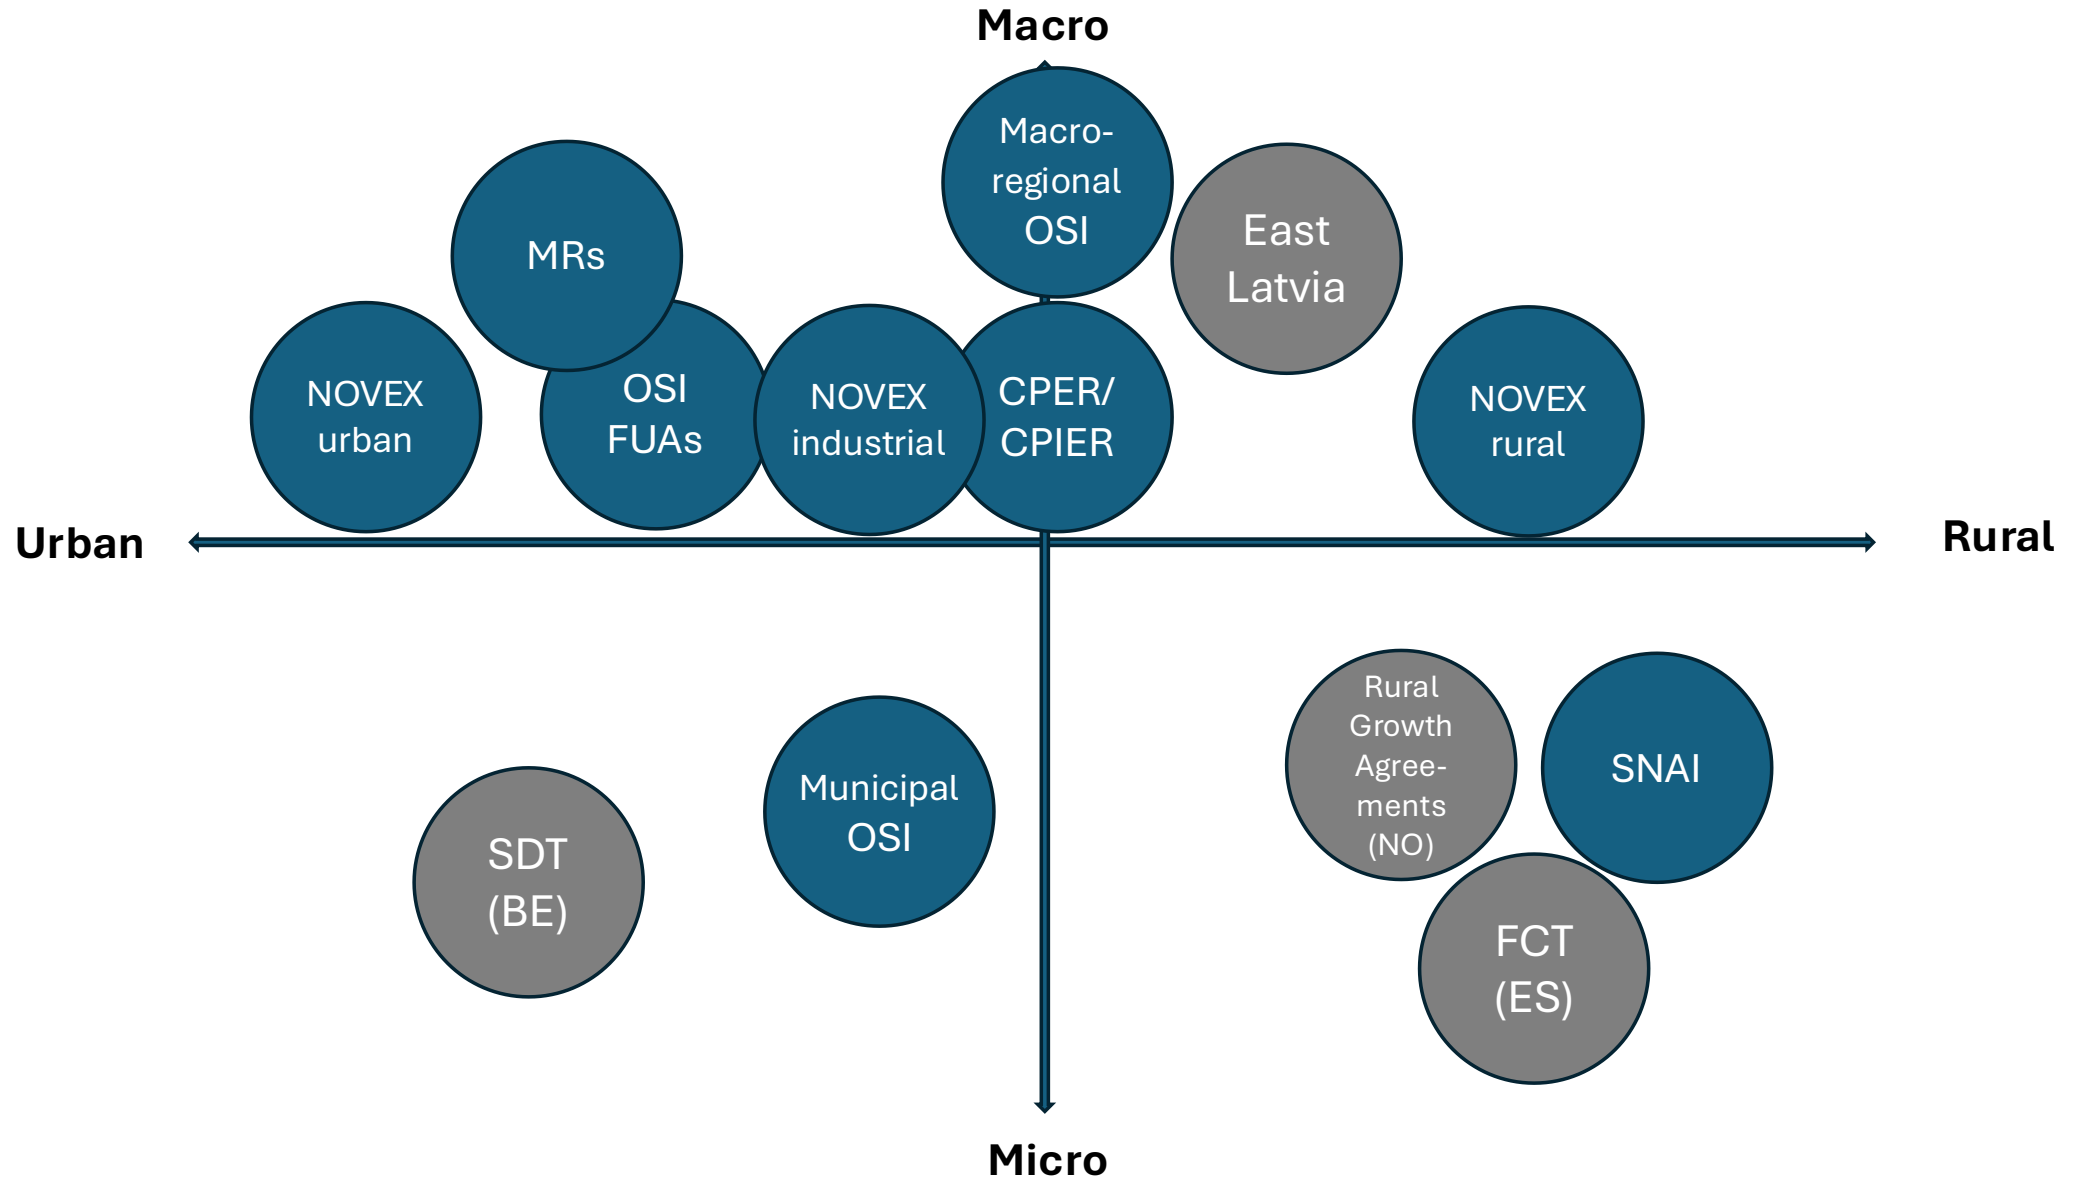 Macro
Macro-
regional
OSI
East
Latvia
MRs
NOVEX
urban
OSI
FUAs
NOVEX
industrial
CPER/
CPIER
NOVEX
rural
Urban
Rural
Rural
Growth
Agree-
ments
(NO)
SNAI
Municipal
OSI
SDT
(BE)
FCT
(ES)
Micro